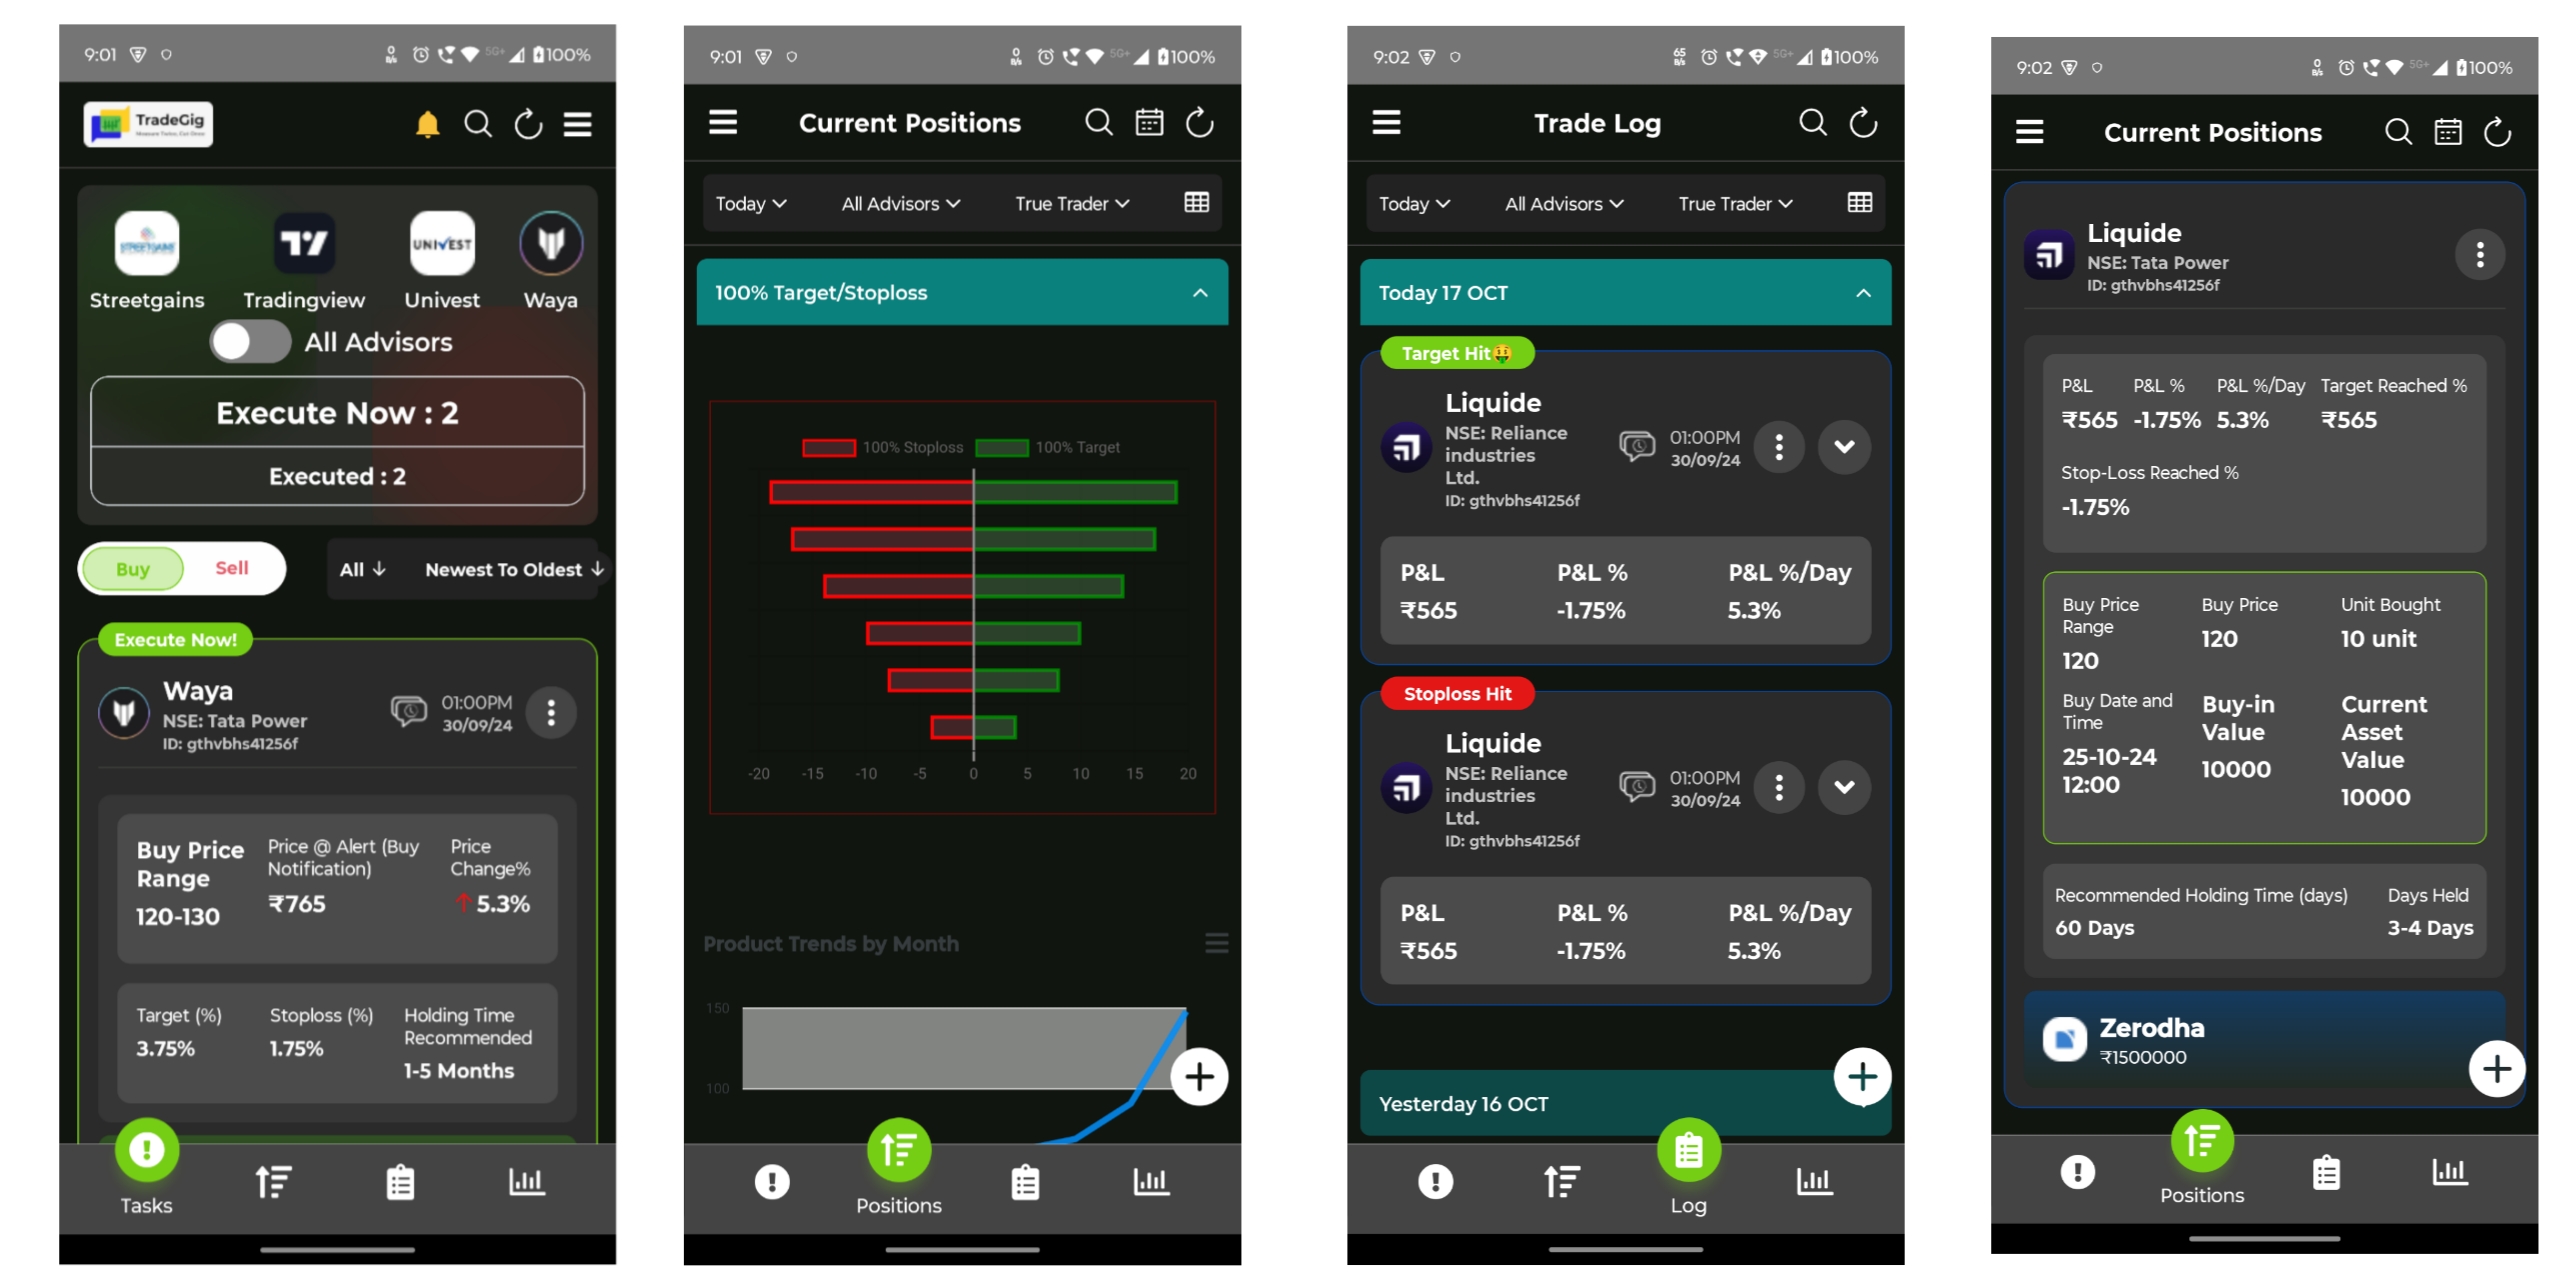 9:01
5G+
100%
TradeGig
Streetgains
Tradingview
UNIVEST
Univest
Waya
All Advisors
Execute Now : 2
Executed : 2
Buy
Sell
All ↓
Newest To Oldest ↓
Execute Now!
Waya
NSE: Tata Power
ID: gthvbhs41256f
01:00PM
30/09/24
Buy Price
Range
120-130
Price @ Alert (Buy
Notification)
₹765
Price
Change%
↑ 5.3%
Target (%)
3.75%
Stoploss (%)
1.75%
Holding Time
Recommended
1-5 Months
Tasks
9:01
5G+
100%
Current Positions
Today
All Advisors
True Trader
100% Target/Stoploss
100% Stoploss
100% Target
-20 -15 -10 -5 0 5 10 15 20
Product Trends by Month
150
100
Positions
9:02
65
B/s
5G+
100%
Trade Log
Today
All Advisors
True Trader
Today 17 OCT
Target Hit🤑
Liquide
NSE: Reliance
industries
Ltd.
ID: gthvbhs41256f
01:00PM
30/09/24
P&L P&L % P&L %/Day
₹565 -1.75% 5.3%
Stoploss Hit
Liquide
NSE: Reliance
industries
Ltd.
ID: gthvbhs41256f
01:00PM
30/09/24
P&L P&L % P&L %/Day
₹565 -1.75% 5.3%
Yesterday 16 OCT
Log
9:02
5G+
100%
Current Positions
Liquide
NSE: Tata Power
ID: gthvbhs41256f
P&L P&L % P&L %/Day Target Reached %
₹565 -1.75% 5.3% ₹565
Stop-Loss Reached %
-1.75%
Buy Price
Range
120
Buy Price
120
Unit Bought
10 unit
Buy Date and
Time
25-10-24
12:00
Buy-in
Value
10000
Current
Asset
Value
10000
Recommended Holding Time (days)
60 Days
Days Held
3-4 Days
Zerodha
₹1500000
Positions